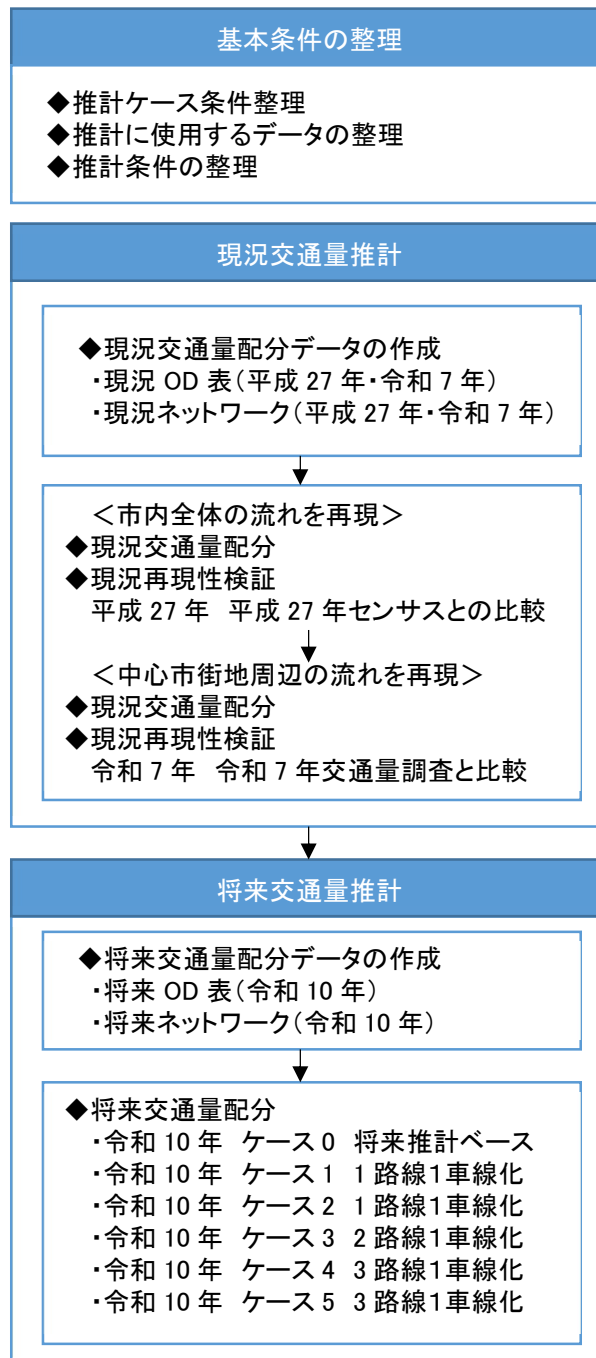 基本条件の整理
◆推計ケース条件整理
◆推計に使用するデータの整理
◆推計条件の整理
現況交通量推計
◆現況交通量配分データの作成
・現況 OD 表（平成 27 年・令和 7 年）
・現況ネットワーク（平成 27 年・令和 7 年）
＜市内全体の流れを再現＞
◆現況交通量配分
◆現況再現性検証
平成 27 年　平成 27 年センサスとの比較
＜中心市街地周辺の流れを再現＞
◆現況交通量配分
◆現況再現性検証
令和 7 年　令和 7 年交通量調査と比較
将来交通量推計
◆将来交通量配分データの作成
・将来 OD 表（令和 10 年）
・将来ネットワーク（令和 10 年）
◆将来交通量配分
・令和 10 年　ケース 0　将来推計ベース
・令和 10 年　ケース 1　1 路線１車線化
・令和 10 年　ケース 2　1 路線１車線化
・令和 10 年　ケース 3　2 路線１車線化
・令和 10 年　ケース 4　3 路線１車線化
・令和 10 年　ケース 5　3 路線１車線化